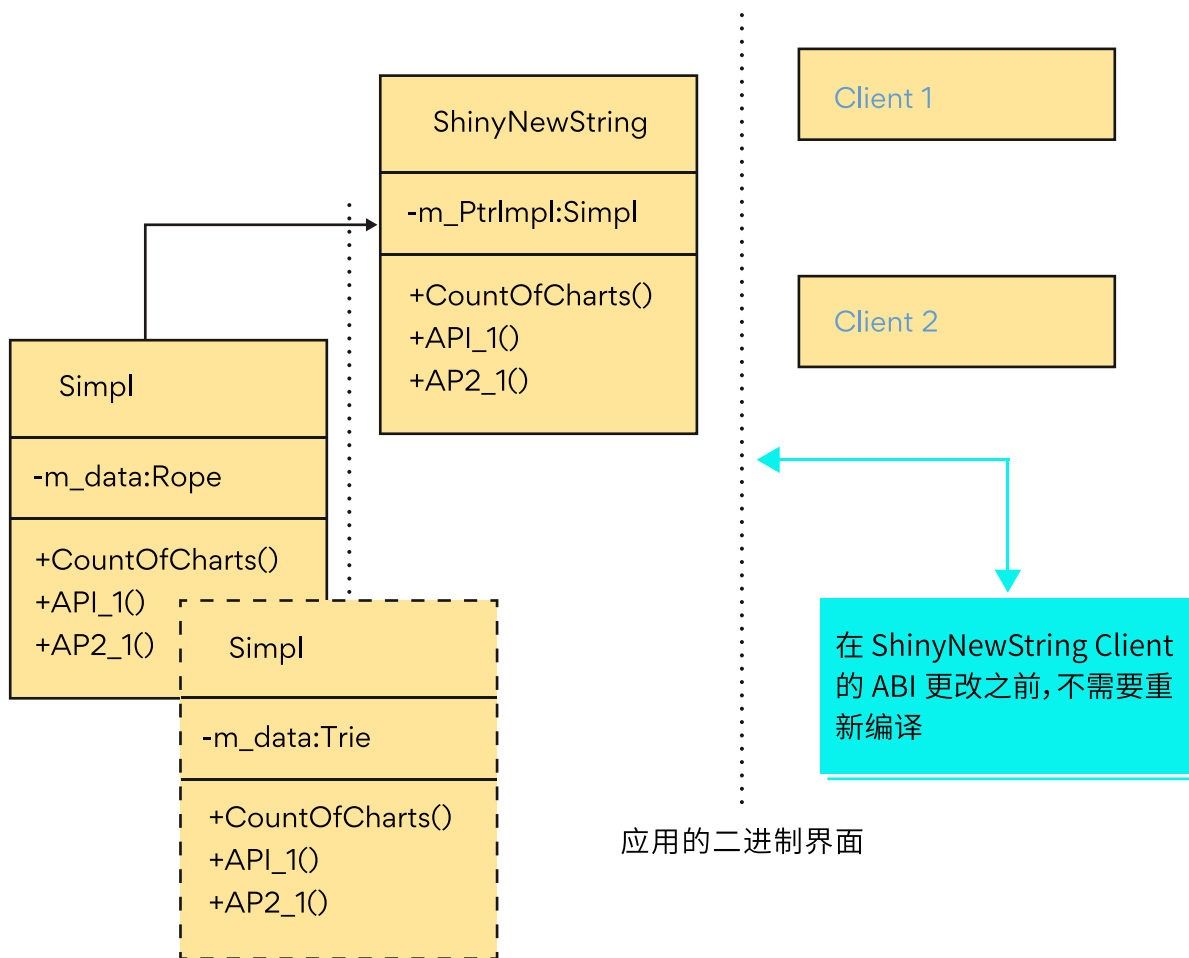 ShinyNewString
-m_PtrImpl:Simpl
+CountOfCharts()
+API_1()
+AP2_1()
Client 1
Client 2
Simpl
-m_data:Rope
+CountOfCharts()
+API_1()
+AP2_1()
Simpl
-m_data:Trie
+CountOfCharts()
+API_1()
+AP2_1()
在 ShinyNewString Client
的 ABI 更改之前，不需要重
新编译
应用的二进制界面